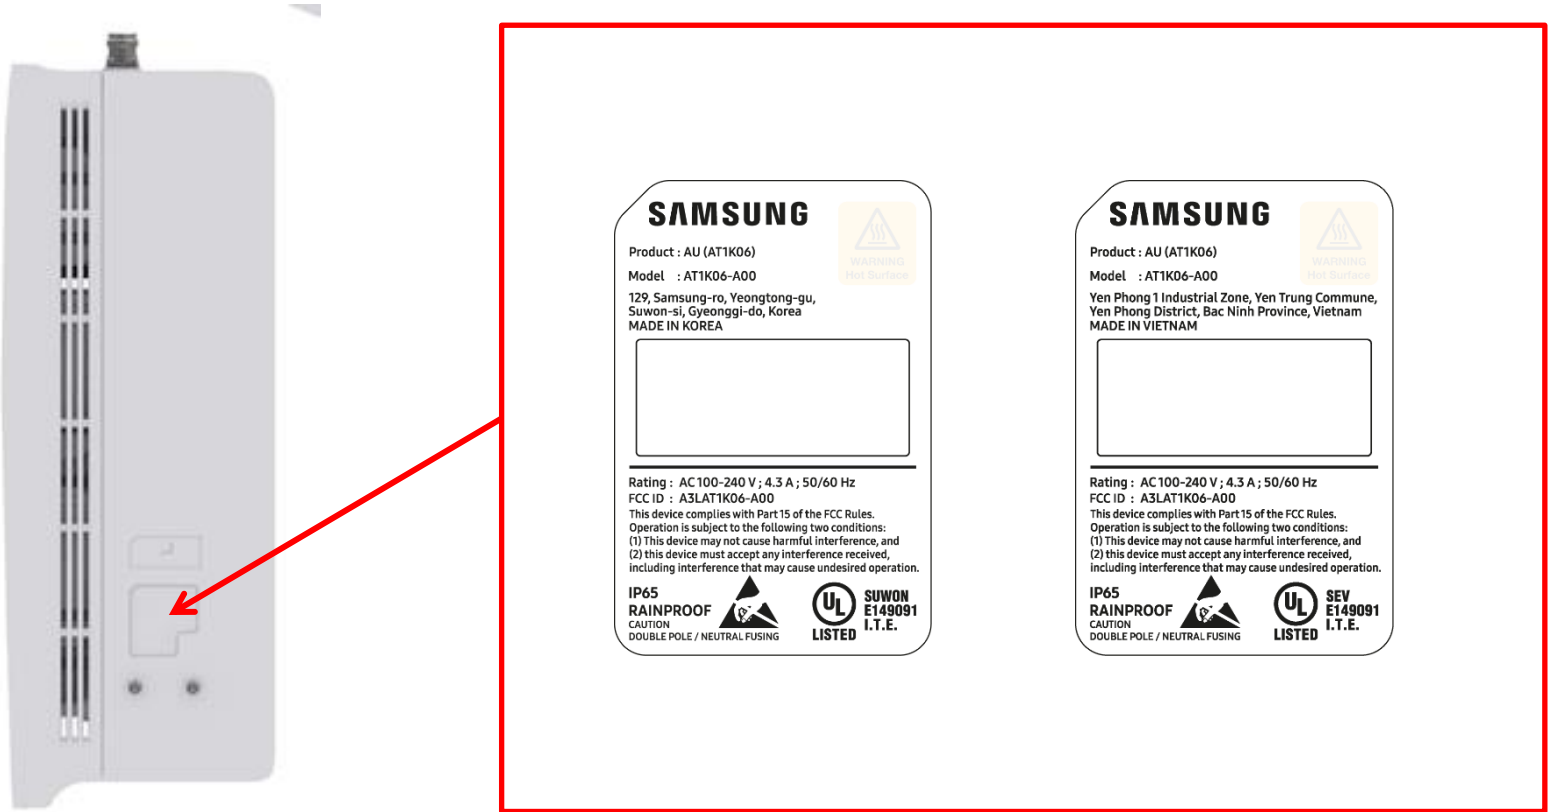 SAMSUNG
WARNING
Hot Surface
Product : AU (AT1K06)
Model : AT1K06-A00
129, Samsung-ro, Yeongtong-gu,
Suwon-si, Gyeonggi-do, Korea
MADE IN KOREA
Rating : AC 100-240 V ; 4.3 A ; 50/60 Hz
FCC ID : A3LAT1K06-A00
This device complies with Part 15 of the FCC Rules.
Operation is subject to the following two conditions:
(1) This device may not cause harmful interference, and
(2) this device must accept any interference received,
including interference that may cause undesired operation.
IP65
RAINPROOF
CAUTION
DOUBLE POLE / NEUTRAL FUSING
UL
LISTED
SUWON
E149091
I.T.E.
SAMSUNG
WARNING
Hot Surface
Product : AU (AT1K06)
Model : AT1K06-A00
Yen Phong 1 Industrial Zone, Yen Trung Commune,
Yen Phong District, Bac Ninh Province, Vietnam
MADE IN VIETNAM
Rating : AC 100-240 V ; 4.3 A ; 50/60 Hz
FCC ID : A3LAT1K06-A00
This device complies with Part 15 of the FCC Rules.
Operation is subject to the following two conditions:
(1) This device may not cause harmful interference, and
(2) this device must accept any interference received,
including interference that may cause undesired operation.
IP65
RAINPROOF
CAUTION
DOUBLE POLE / NEUTRAL FUSING
UL
LISTED
SEV
E149091
I.T.E.